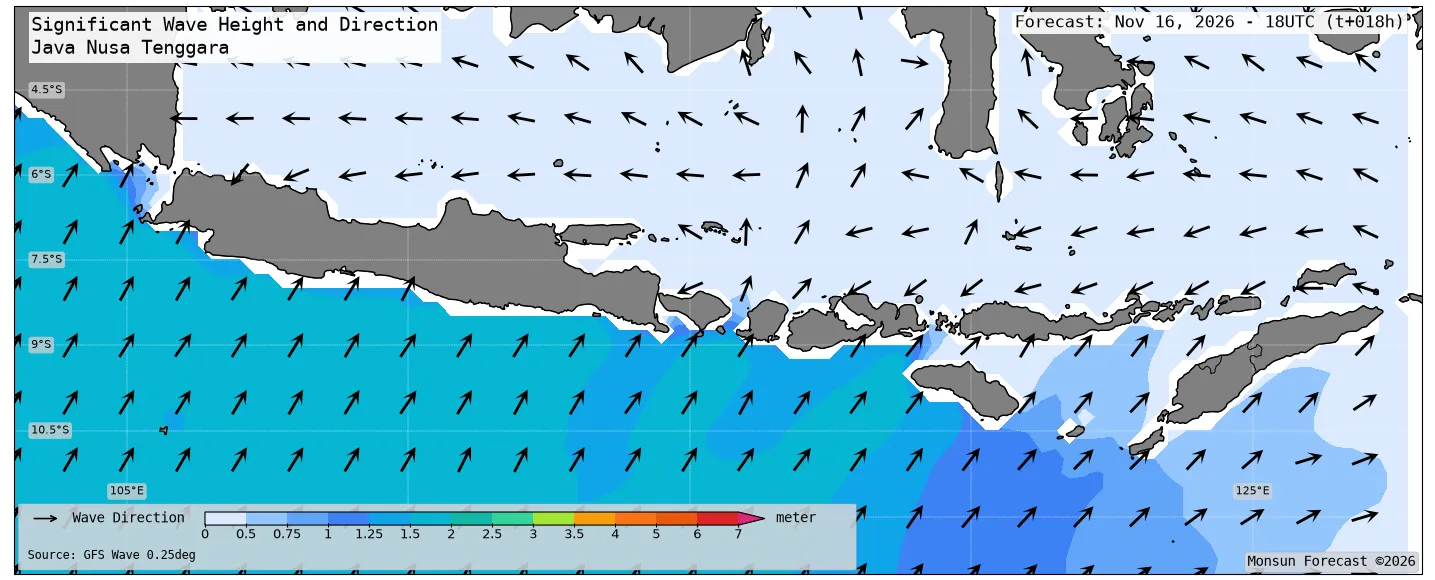 Significant Wave Height and Direction
Java Nusa Tenggara
Forecast: Nov 16, 2026 - 18UTC (t+018h)
4.5°S
6°S
7.5°S
9°S
10.5°S
105°E
125°E
Wave Direction
0 0.5 0.75 1 1.25 1.5 2 2.5 3 3.5 4 5 6 7
meter
Source: GFS Wave 0.25deg
Monsun Forecast ©2026